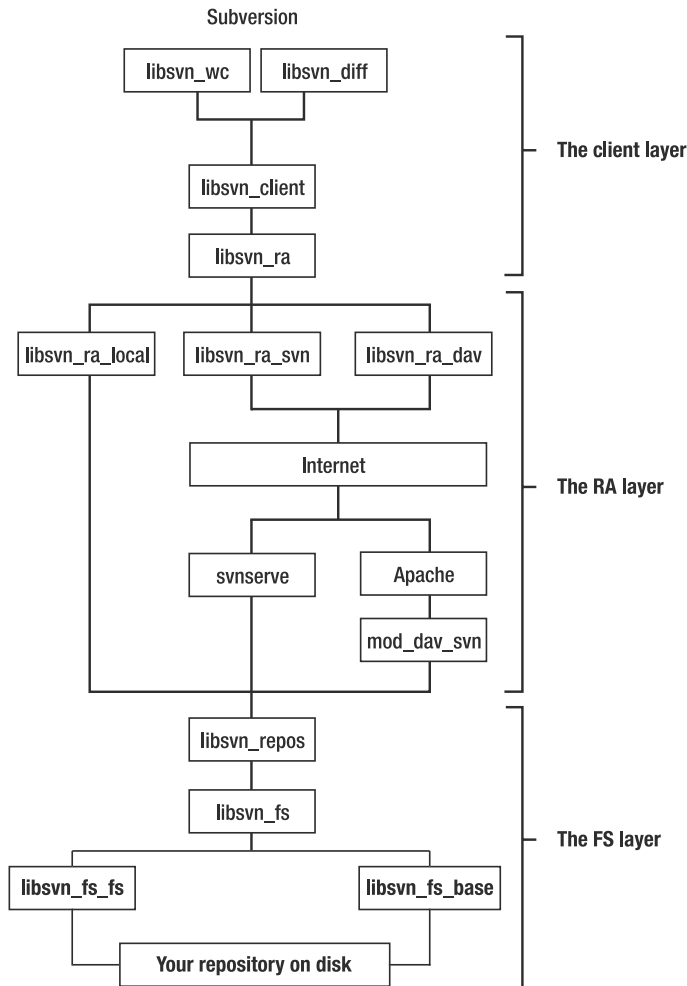 Subversion
libsvn_wc
libsvn_diff
The client layer
libsvn_client
libsvn_ra
libsvn_ra_local
libsvn_ra_svn
libsvn_ra_dav
Internet
The RA layer
svnserve
Apache
mod_dav_svn
libsvn_repos
libsvn_fs
The FS layer
libsvn_fs_fs
libsvn_fs_base
Your repository on disk